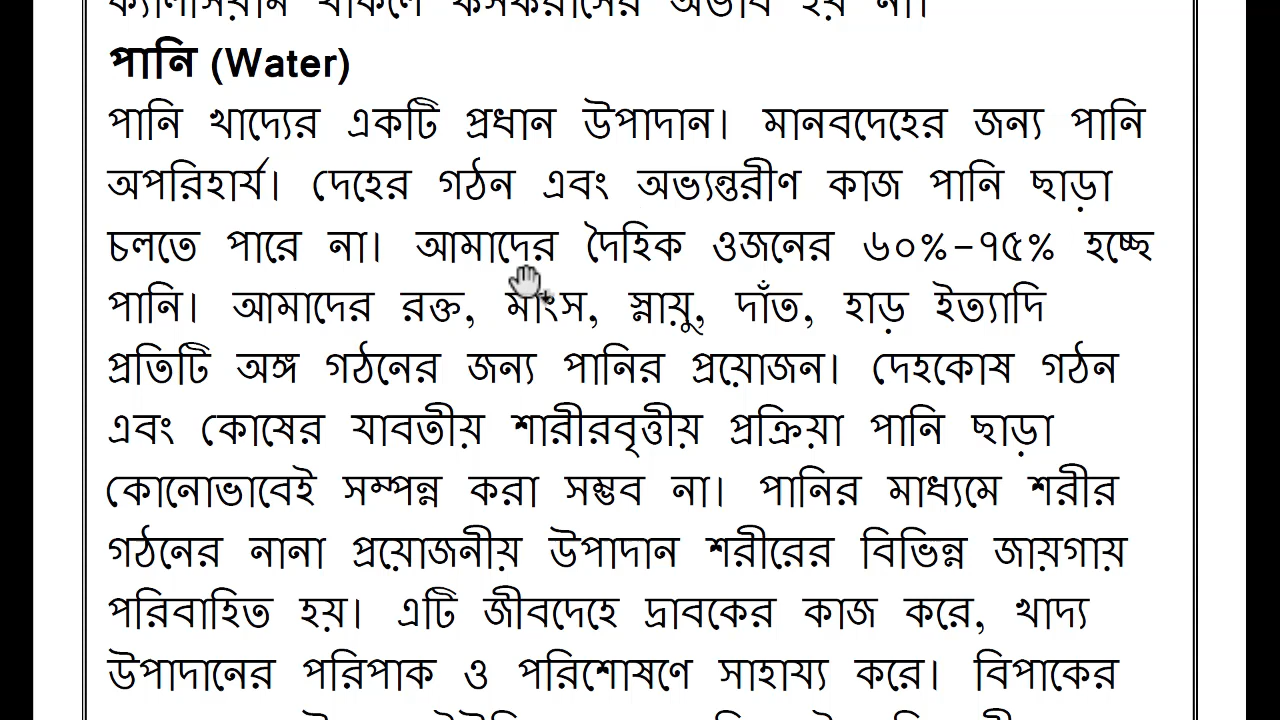 পানি (Water)
পানি খাদ্যের একটি প্রধান উপাদান। মানবদেহের জন্য পানি
অপরিহার্য। দেহের গঠন এবং অভ্যন্তরীণ কাজ পানি ছাড়া
চলতে পারে না। আমাদের দৈহিক ওজনের ৬০%-৭৫% হচ্ছে
পানি। আমাদের রক্ত, মাংস, স্নায়ু, দাঁত, হাড় ইত্যাদি
প্রতিটি অঙ্গ গঠনের জন্য পানির প্রয়োজন। দেহকোষ গঠন
এবং কোষের যাবতীয় শারীরবৃত্তীয় প্রক্রিয়া পানি ছাড়া
কোনোভাবেই সম্পন্ন করা সম্ভব না। পানির মাধ্যমে শরীর
গঠনের নানা প্রয়োজনীয় উপাদান শরীরের বিভিন্ন জায়গায়
পরিবাহিত হয়। এটি জীবদেহে দ্রাবকের কাজ করে, খাদ্য
উপাদানের পরিপাক ও পরিশোষণে সাহায্য করে। বিপাকের